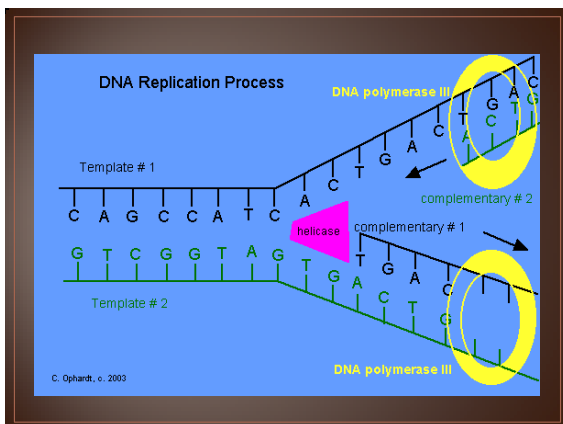 DNA Replication Process
DNA polymerase III
C A G C C A T C A C T G A C T G A C
A C T G
Template # 1
complementary # 2
helicase
complementary # 1
T G A C
G T C G G T A G T G A C T G
Template # 2
DNA polymerase III
C. Ophardt, c. 2003